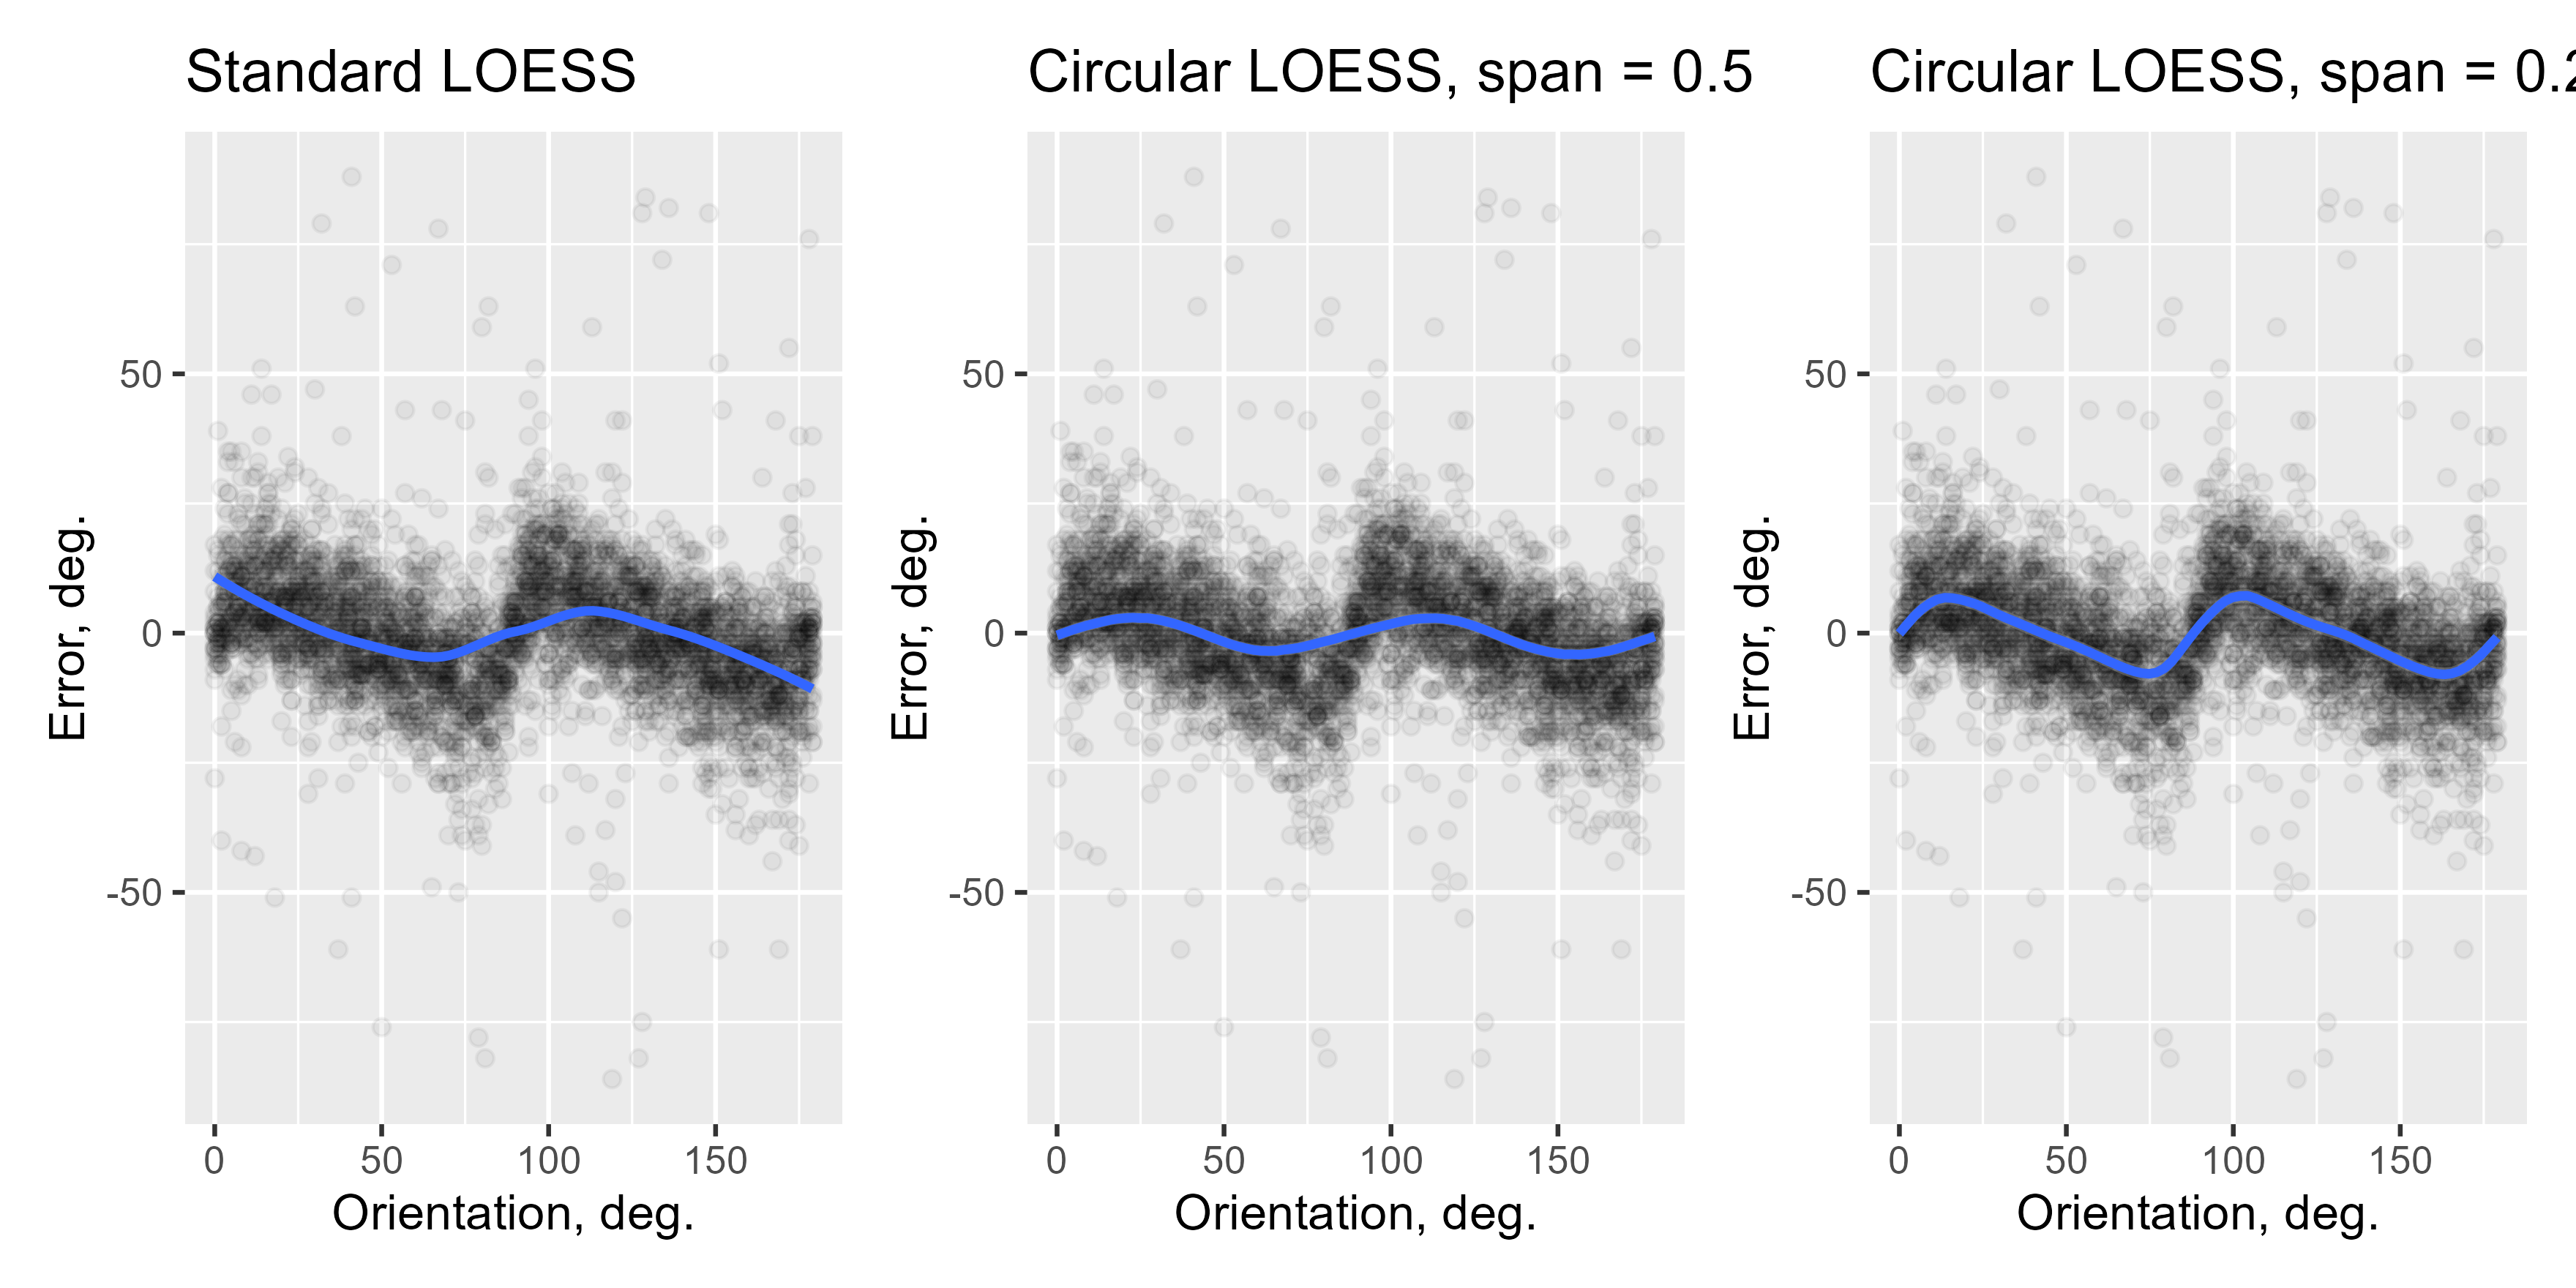 Standard LOESS
Circular LOESS, span = 0.5
Circular LOESS, span = 0.2
Error, deg.
50
0
-50
0 50 100 150
Orientation, deg.
Error, deg.
50
0
-50
0 50 100 150
Orientation, deg.
Error, deg.
50
0
-50
0 50 100 150
Orientation, deg.